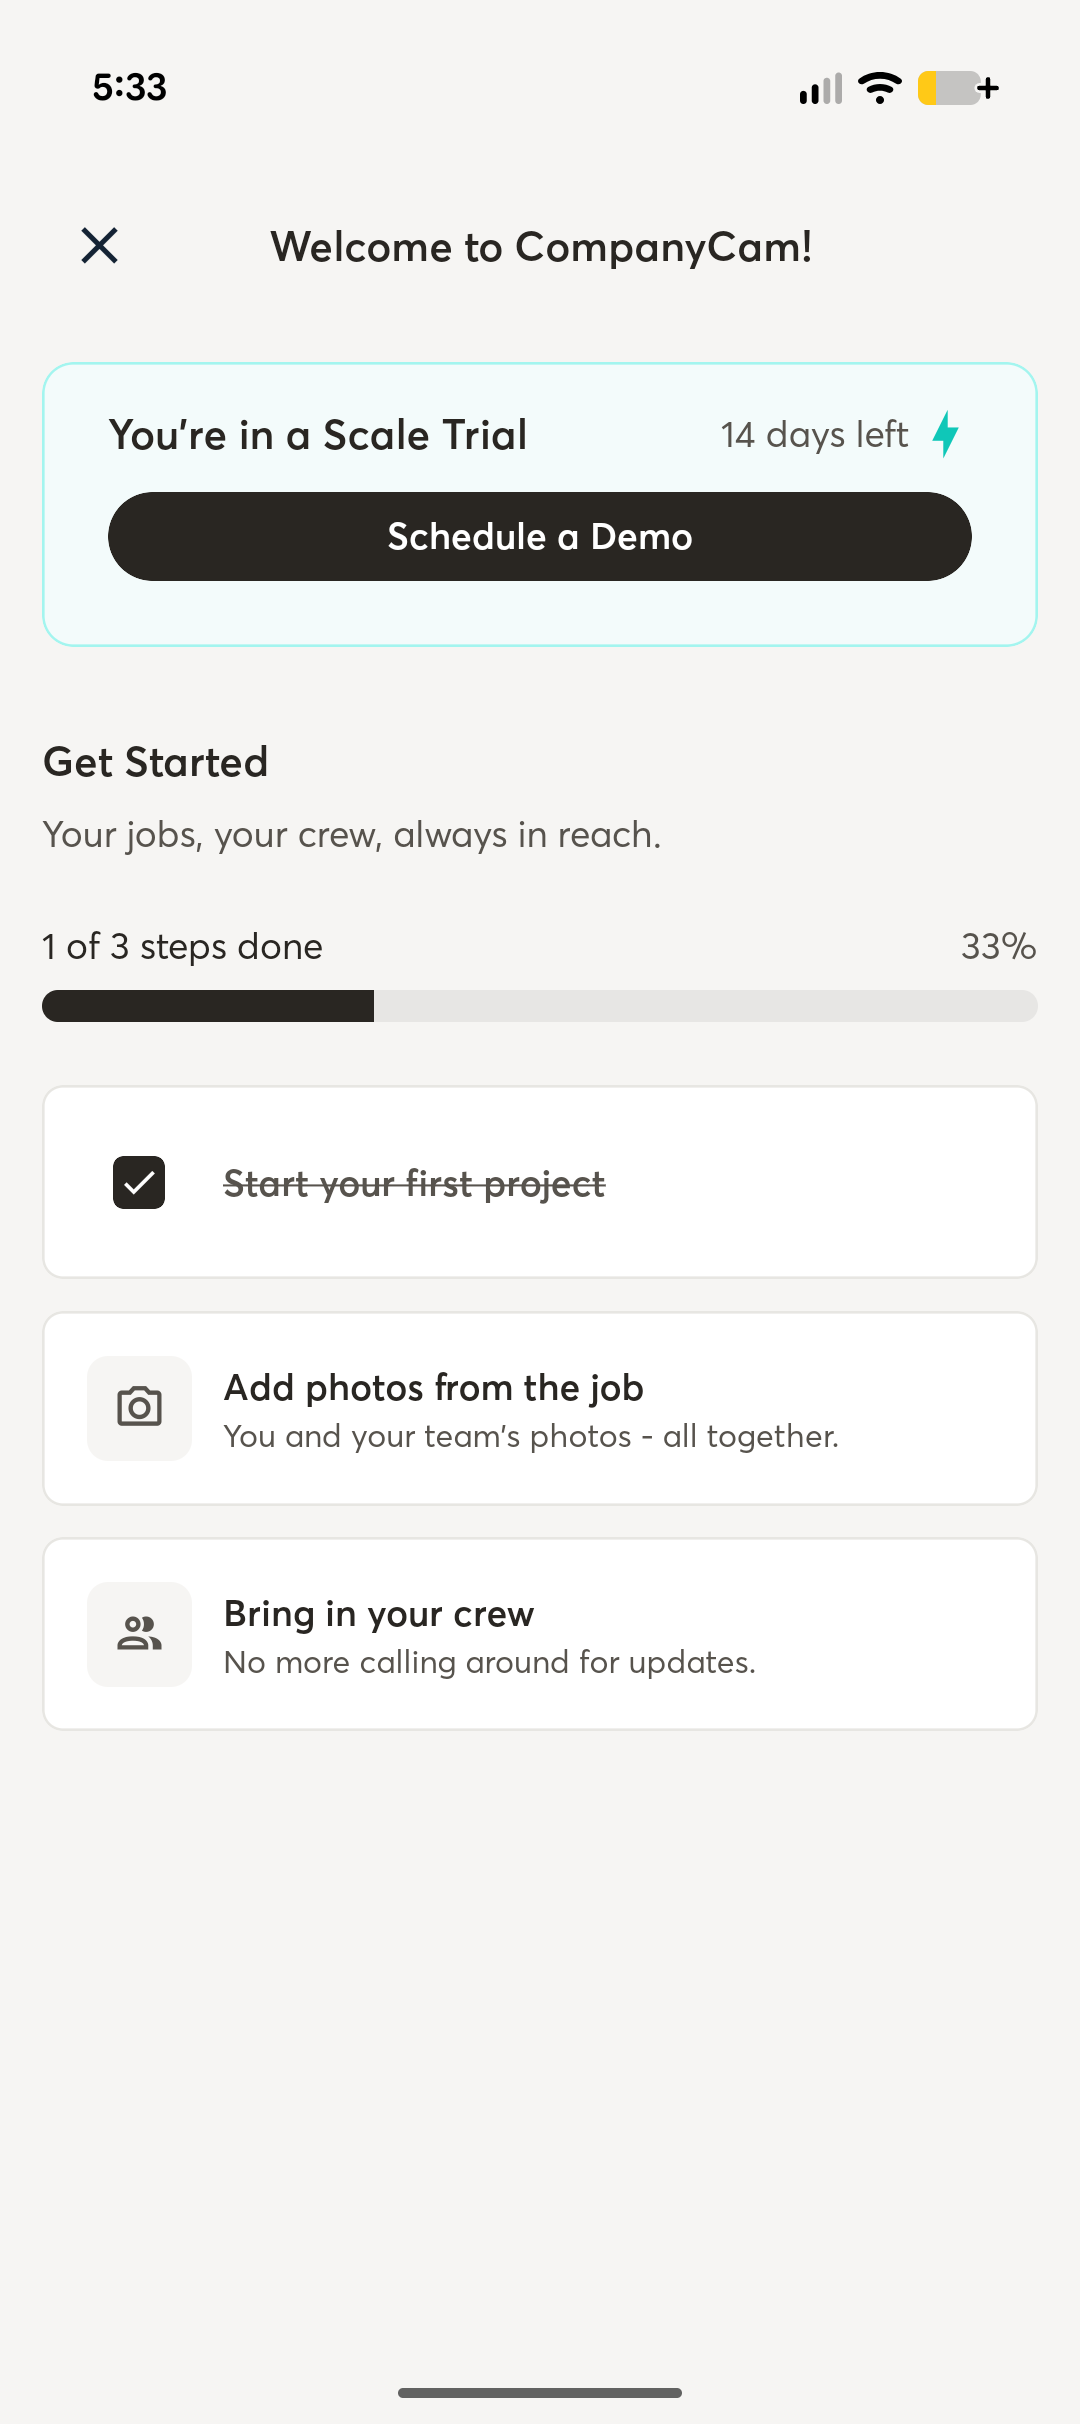 5:33
Welcome to CompanyCam!
You're in a Scale Trial
14 days left
Schedule a Demo
Get Started
Your jobs, your crew, always in reach.
1 of 3 steps done
33%
Start your first project
Add photos from the job
You and your team's photos - all together.
Bring in your crew
No more calling around for updates.